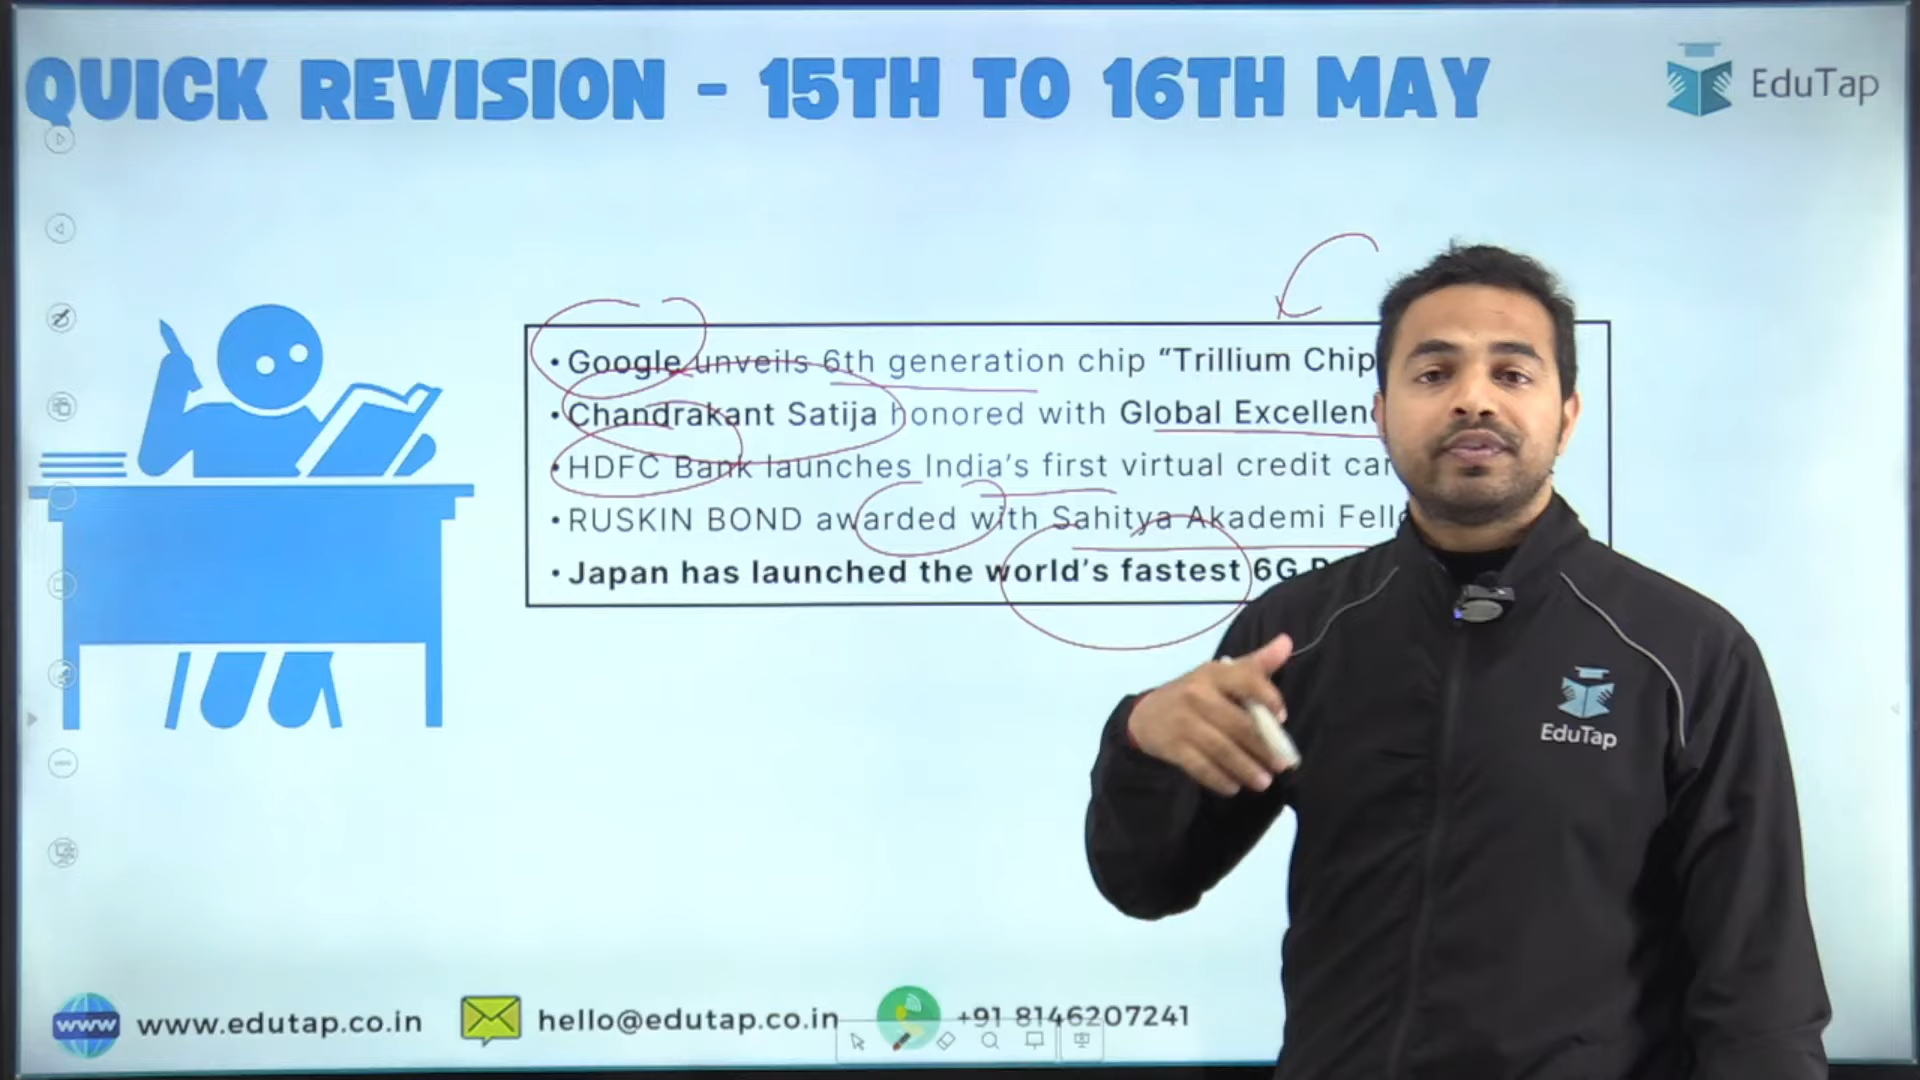 QUICK REVISION - 15TH TO 16TH MAY
EduTap
• Google unveils 6th generation chip “Trillium Chip
• Chandrakant Satija honored with Global Excellenc
• HDFC Bank launches India's first virtual credit car
• RUSKIN BOND awarded with Sahitya Akademi Fell
• Japan has launched the world's fastest 6G
EduTap
www www.edutap.co.in hello@edutap.co.in +91 8146207241